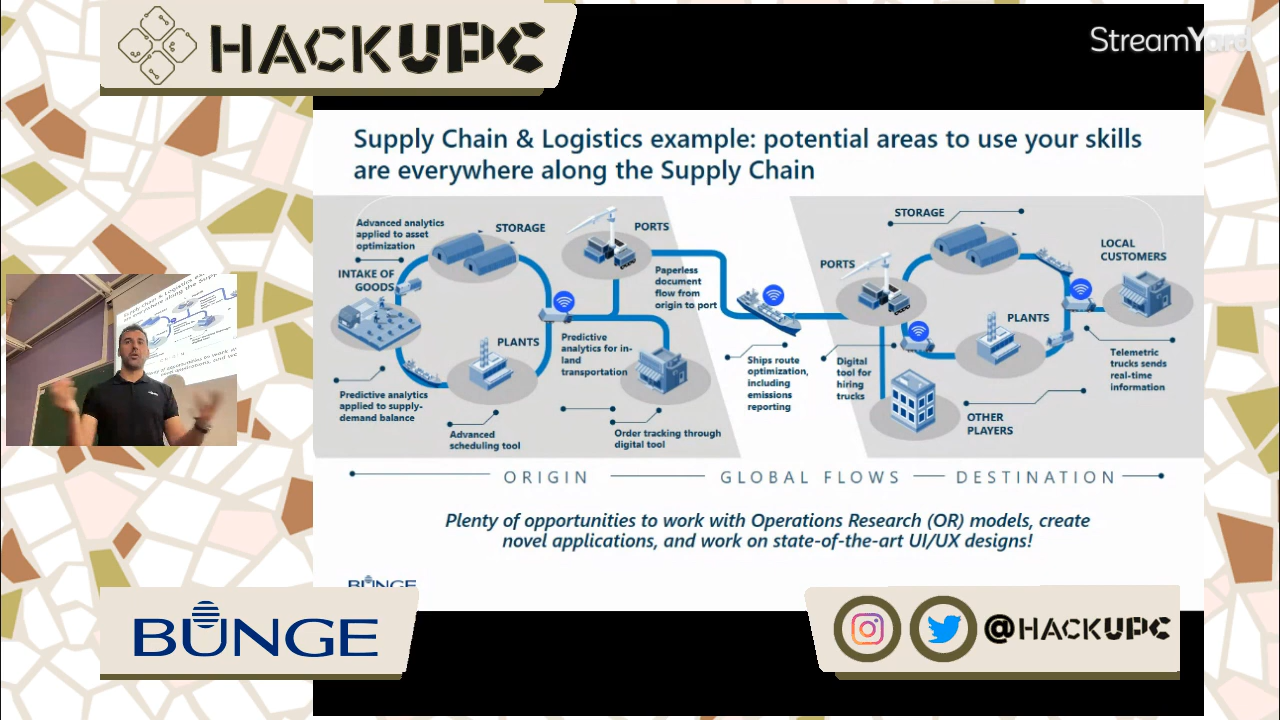 HACKUPC
StreamYard
Supply Chain & Logistics example: potential areas to use your skills
are everywhere along the Supply Chain
Advanced analytics
applied to asset
optimization
STORAGE
PORTS
INTAKE OF
GOODS
Paperless
document
flow from
origin to port
PLANTS
Predictive
analytics for in-
land
transportation
Predictive analytics
applied to supply-
demand balance
Advanced
scheduling tool
Order tracking through
digital tool
Ships route
optimization,
including
emissions
reporting
STORAGE
PORTS
LOCAL
CUSTOMERS
PLANTS
Digital
tool for
hiring
trucks
Telemetric
trucks sends
real-time
information
OTHER
PLAYERS
ORIGIN
GLOBAL FLOWS
DESTINATION
Plenty of opportunities to work with Operations Research (OR) models, create
novel applications, and work on state-of-the-art UI/UX designs!
BUNGE
BUNGE
@HACKUPC